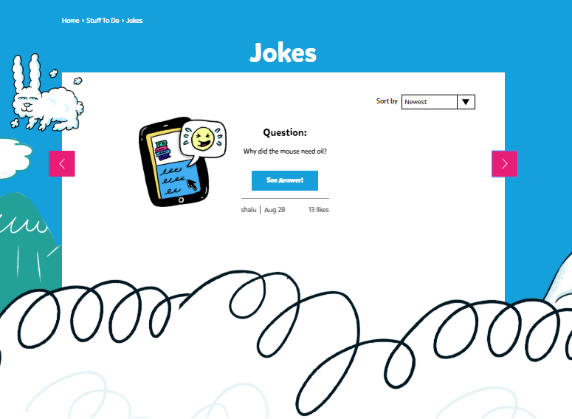 Home › Stuff To Do › Jokes
Jokes
Sort by Newest
Question:
Why did the mouse need oil?
See Answer!
shalu | Aug 28 13 likes